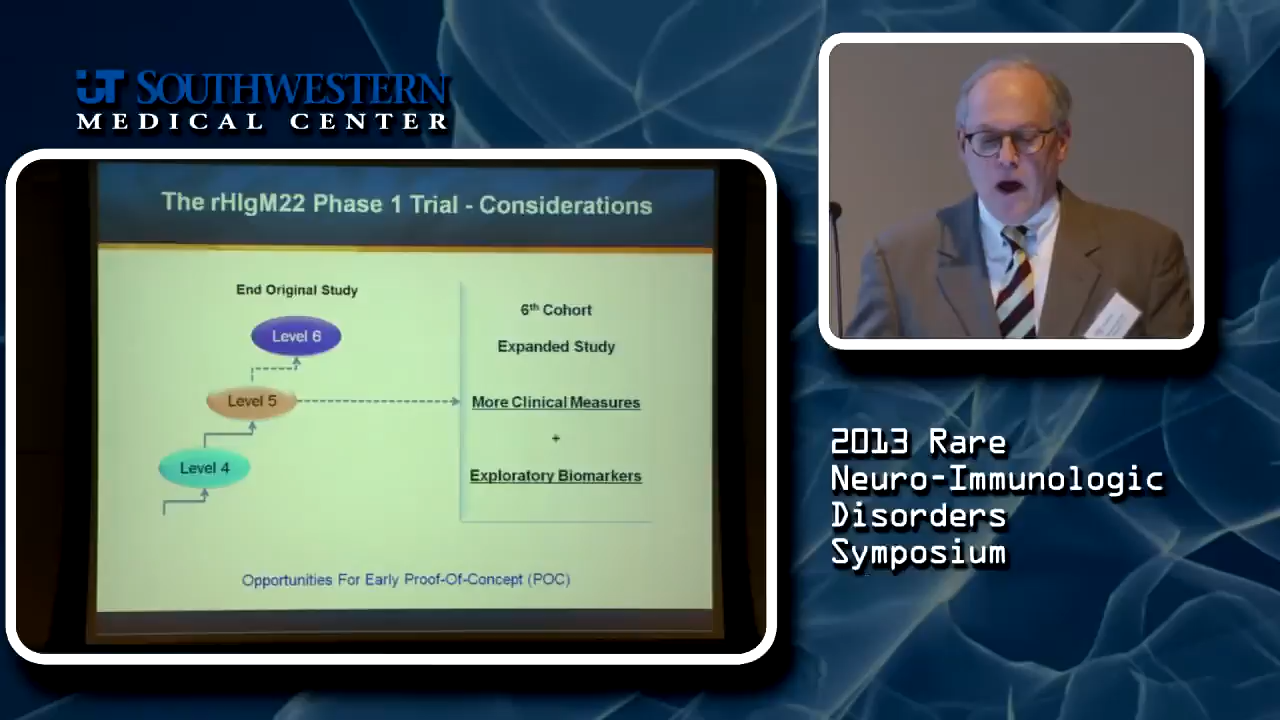 UT SOUTHWESTERN
MEDICAL CENTER
The rHIgM22 Phase 1 Trial - Considerations
End Original Study
Level 6
Level 5
Level 4
6th Cohort
Expanded Study
More Clinical Measures
+
Exploratory Biomarkers
Opportunities For Early Proof-Of-Concept (POC)
2013 Rare
Neuro-Immunologic
Disorders
Symposium